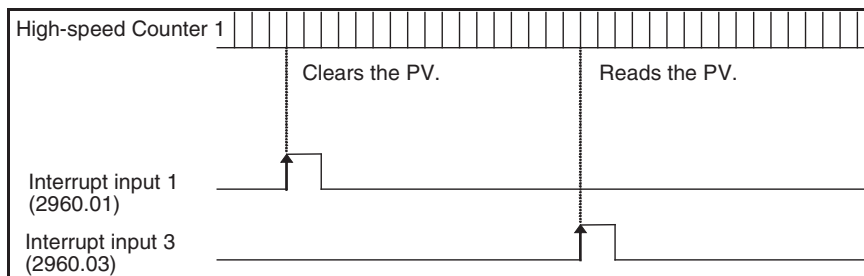 High-speed Counter 1
Clears the PV.
Reads the PV.
Interrupt input 1
(2960.01)
Interrupt input 3
(2960.03)